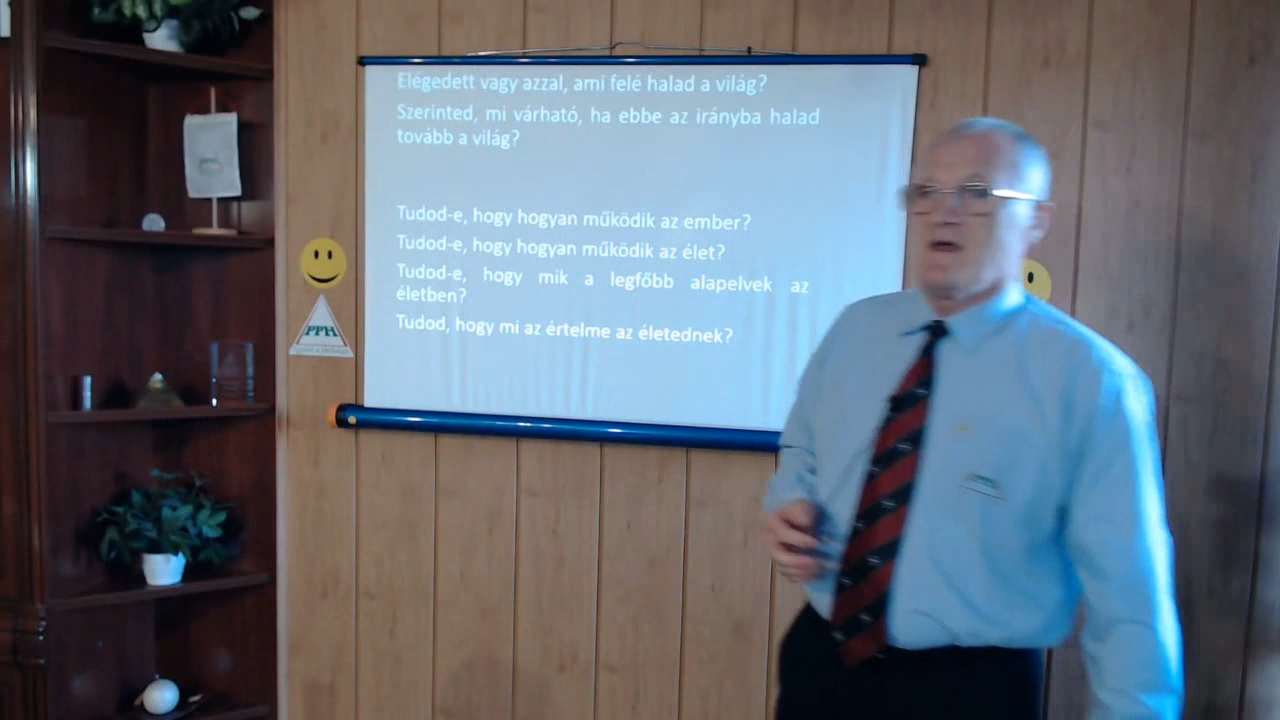 Elégedett vagy azzal, ami felé halad a világ?
Szerinted, mi várható, ha ebbe az irányba halad
tovább a világ?
Tudod-e, hogy hogyan működik az ember?
Tudod-e, hogy hogyan működik az élet?
Tudod-e, hogy mik a legfőbb alapelvek az
életben?
Tudod, hogy mi az értelme az életednek?
PPH
PPH